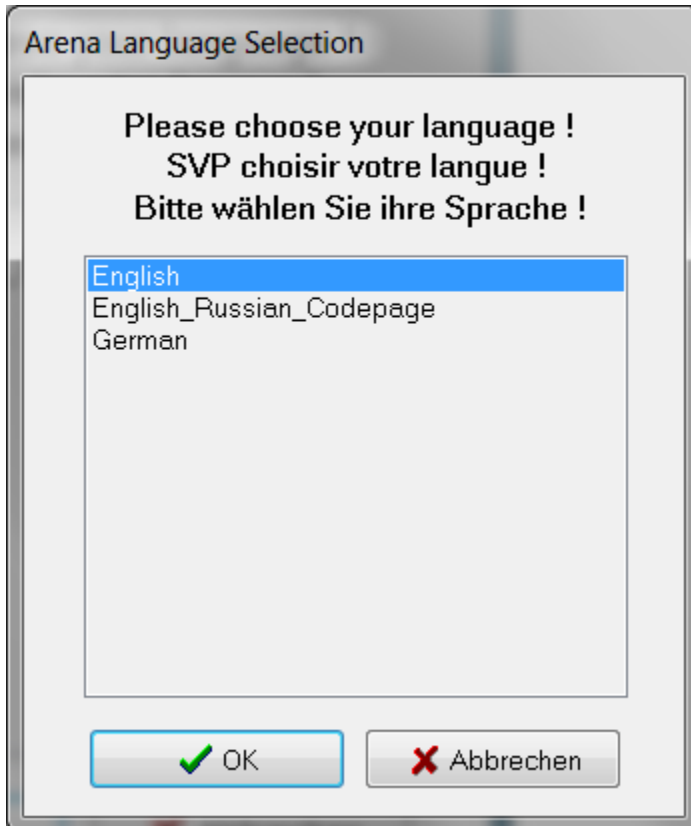 Arena Language Selection
Please choose your language !
SVP choisir votre langue !
Bitte wählen Sie ihre Sprache !
English
English_Russian_Codepage
German
OK
Abbrechen